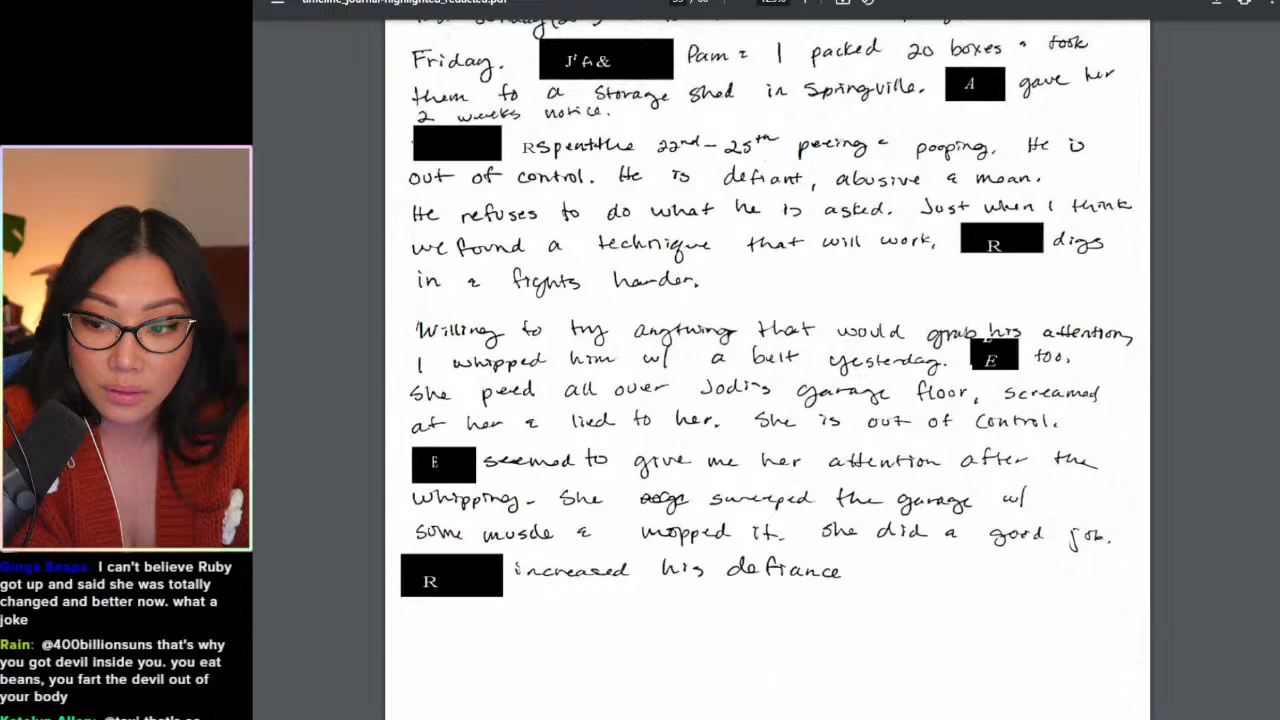 timeline_journal-highlighted_redacted.pdf
Friday. J's & Pam & I packed 20 boxes & took
them to a storage shed in Springville. A gave her
2 weeks notice.
R spent the 22nd - 25th peeing & pooping. He is
out of control. He is defiant, abusive & mean.
He refuses to do what he is asked. Just when I think
we found a technique that will work, R digs
in & fights harder.
Willing to try anything that would grab his attention,
I whipped him w/ a belt yesterday. E too.
She peed all over Jodi's garage floor, screamed
at her & lied to her. She is out of control.
E seemed to give me her attention after the
whipping. She sweeped the garage w/
some muscle & mopped it. She did a good job.
R increased his defiance
Ginga Snaps: I can't believe Ruby
got up and said she was totally
changed and better now. what a
joke
Rain: @400billionsuns that's why
you got devil inside you. you eat
beans, you fart the devil out of
your body